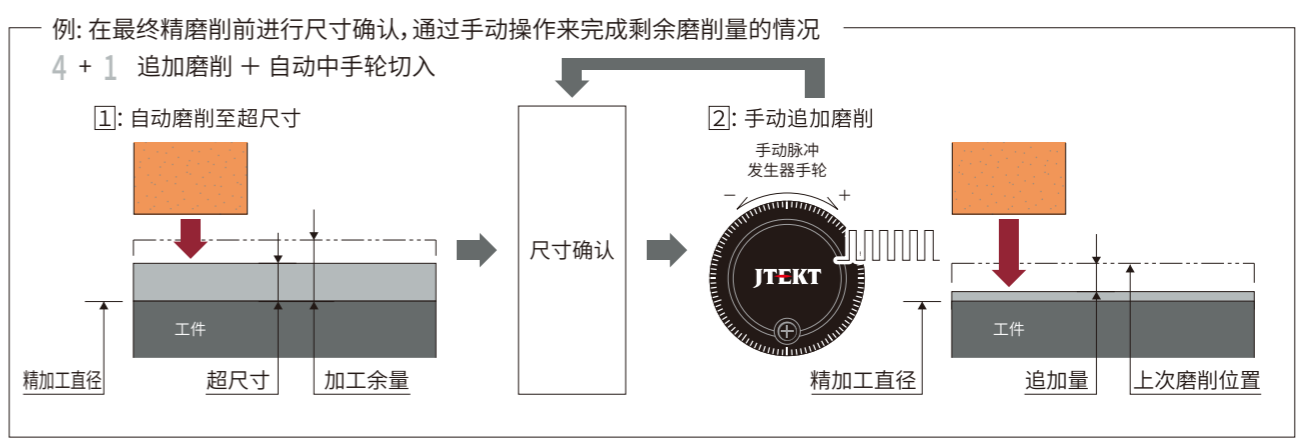 例: 在最终精磨削前进行尺寸确认,通过手动操作来完成剩余磨削量的情况
4 + 1 追加磨削 + 自动中手轮切入
1: 自动磨削至超尺寸
工件
精加工直径
超尺寸
加工余量
尺寸确认
2: 手动追加磨削
手动脉冲
发生器手轮
− +
JTEKT
工件
精加工直径
追加量
上次磨削位置